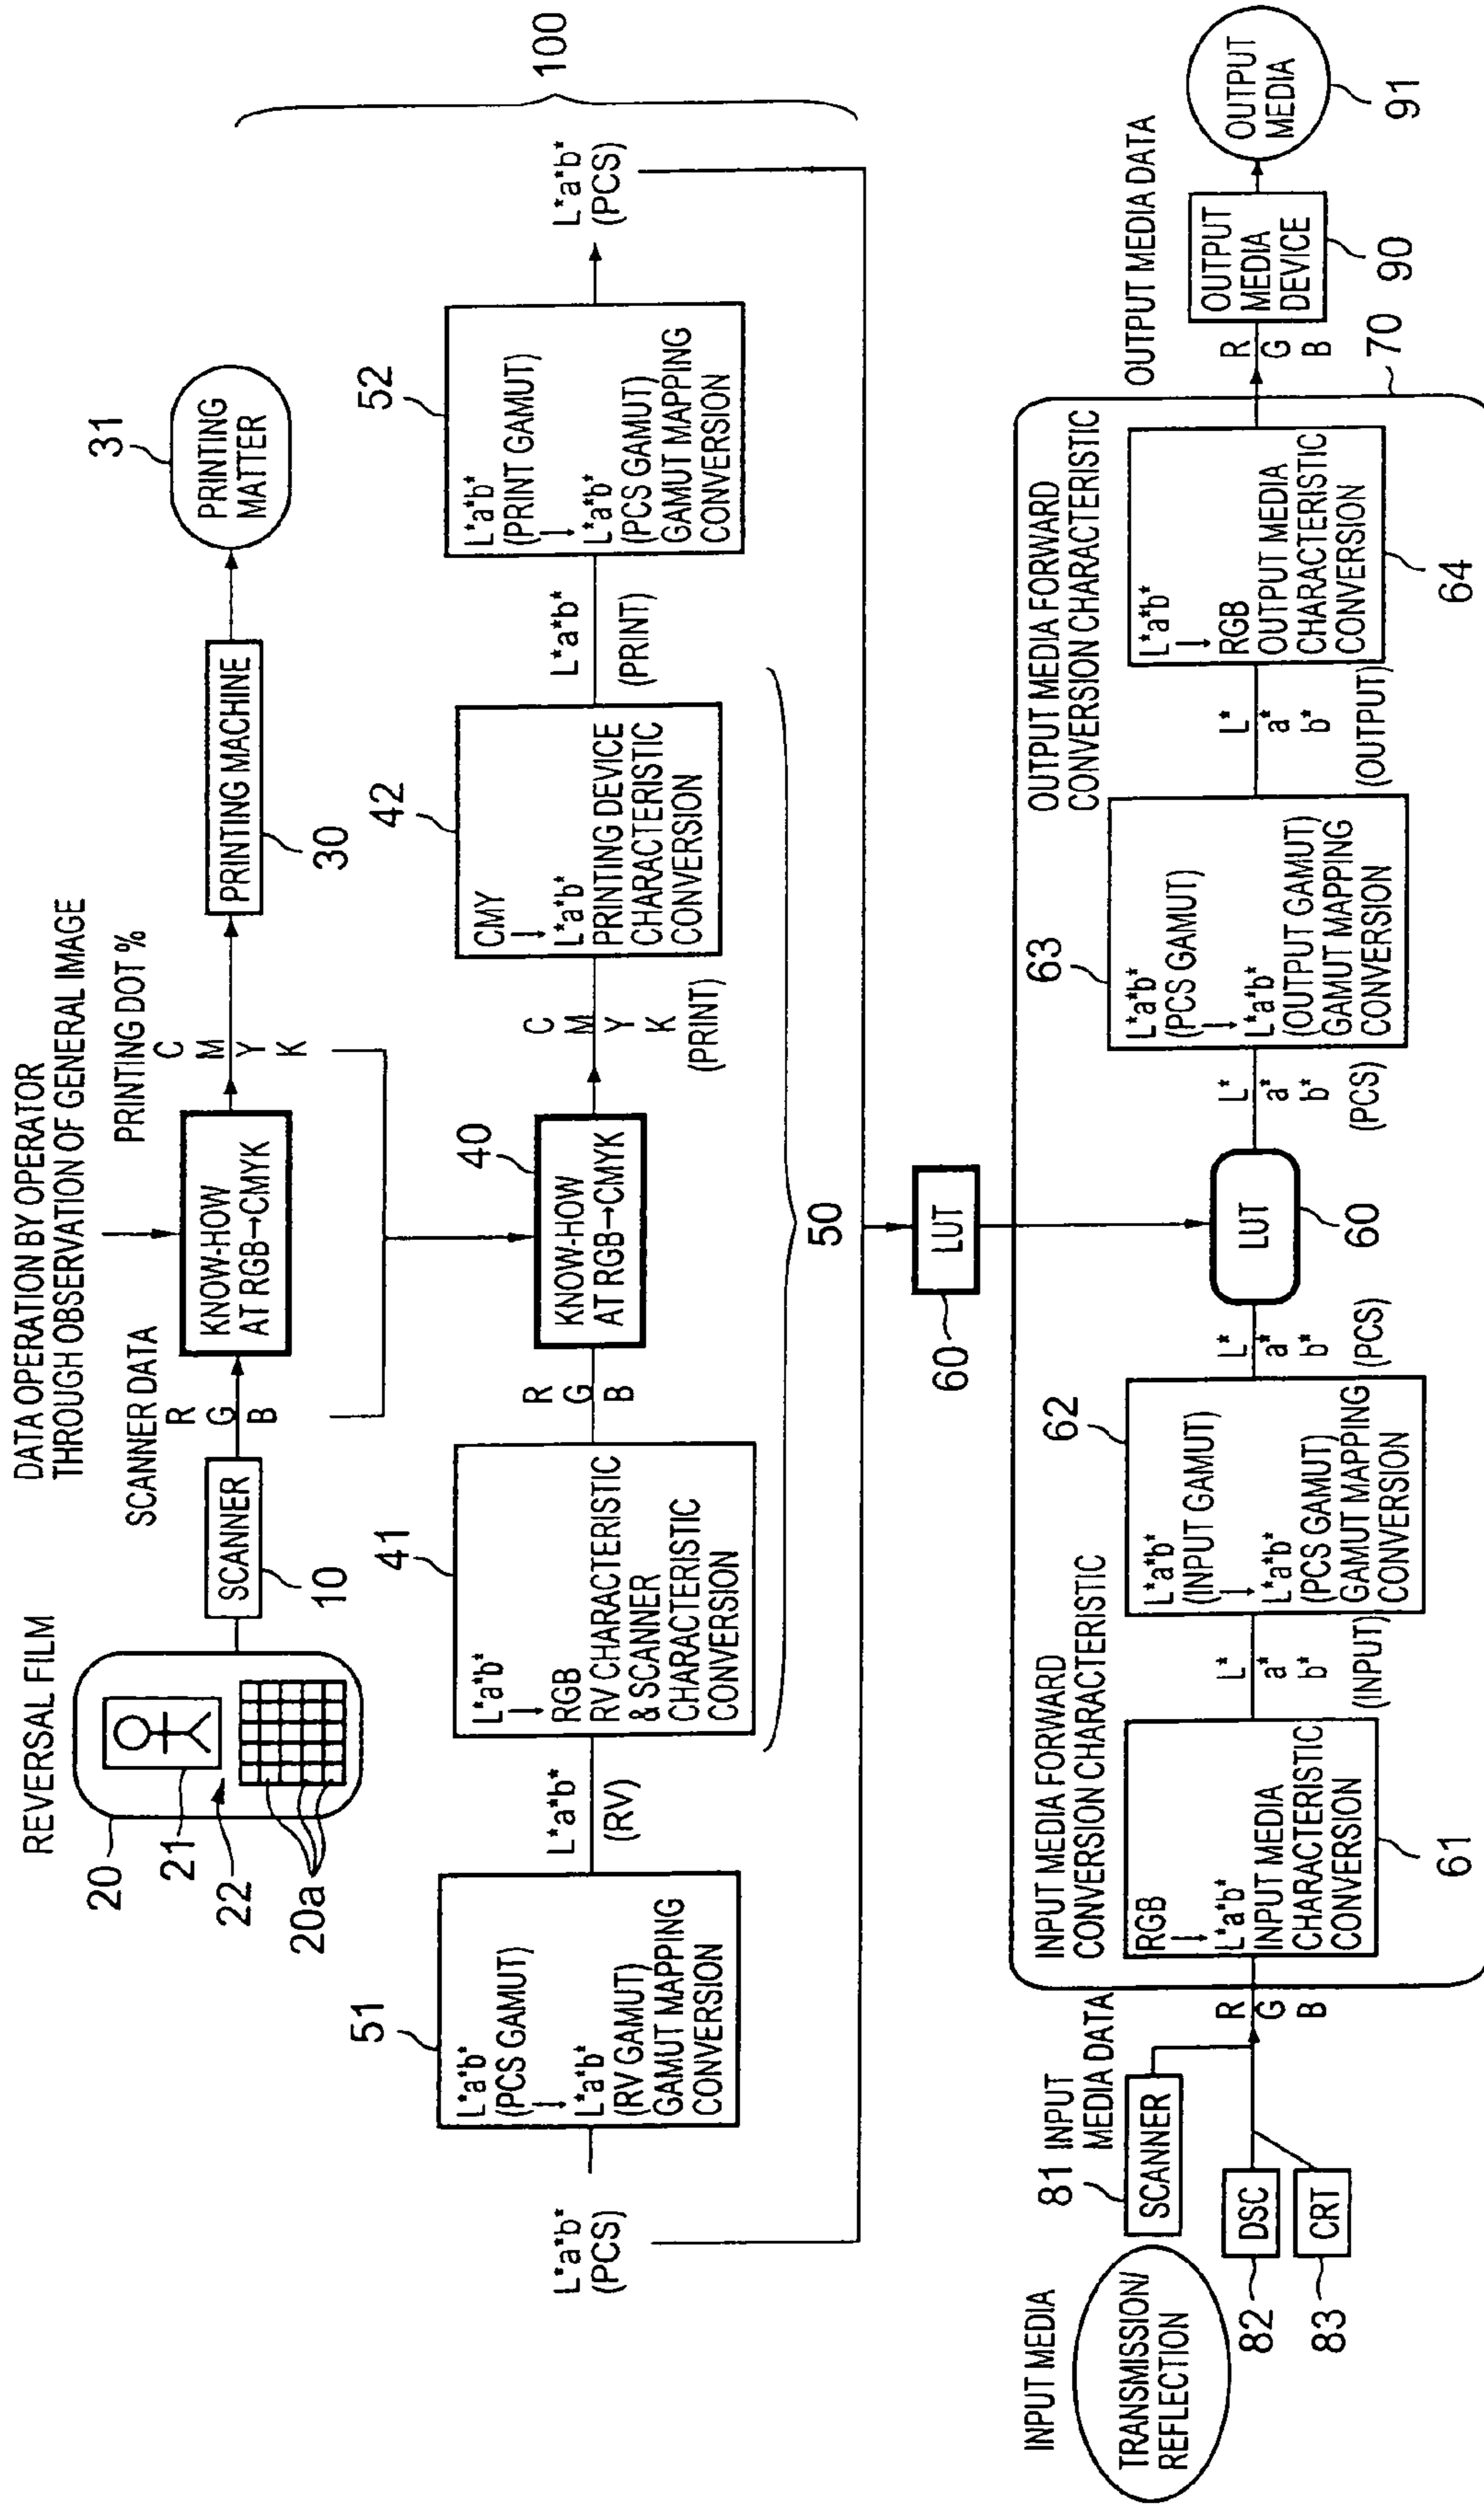 DATA OPERATION BY OPERATOR
THROUGH OBSERVATION OF GENERAL IMAGE
REVERSAL FILM
20
21
22
20a
SCANNER
10
SCANNER DATA
R
G
B
KNOW-HOW
AT RGB→CMYK
PRINTING DOT %
C
M
Y
K
PRINTING MACHINE
30
PRINTING
MATTER
31
100
L*a*b*
(PCS)
51
L*a*b*
(PCS GAMUT)
↓
L*a*b*
(RV GAMUT)
GAMUT MAPPING
CONVERSION
L*a*b*
(RV)
41
L*a*b*
↓
RGB
RV CHARACTERISTIC
& SCANNER
CHARACTERISTIC
CONVERSION
R
G
B
40
KNOW-HOW
AT RGB→CMYK
C
M
Y
K
(PRINT)
42
CMY
↓
L*a*b*
PRINTING DEVICE
CHARACTERISTIC
CONVERSION
L*a*b*
(PRINT)
52
L*a*b*
(PRINT GAMUT)
↓
L*a*b*
(PCS GAMUT)
GAMUT MAPPING
CONVERSION
L*a*b*
(PCS)
50
60
LUT
INPUT MEDIA
TRANSMISSION/
REFLECTION
81
SCANNER
82
DSC
83
CRT
INPUT
MEDIA DATA
R
G
B
INPUT MEDIA FORWARD
CONVERSION CHARACTERISTIC
RGB
↓
L*a*b*
INPUT MEDIA
CHARACTERISTIC
CONVERSION
61
L*
a*
b*
(INPUT)
62
L*a*b*
(INPUT GAMUT)
↓
L*a*b*
(PCS GAMUT)
GAMUT MAPPING
CONVERSION
L*
a*
b*
(PCS)
LUT
60
L*
a*
b*
(PCS)
63
L*a*b*
(PCS GAMUT)
↓
L*a*b*
(OUTPUT GAMUT)
GAMUT MAPPING
CONVERSION
L*
a*
b*
(OUTPUT)
OUTPUT MEDIA FORWARD
CONVERSION CHARACTERISTIC
L*a*b*
↓
RGB
OUTPUT MEDIA
CHARACTERISTIC
CONVERSION
64
70
OUTPUT MEDIA DATA
R
G
B
OUTPUT
MEDIA
DEVICE
90
OUTPUT
MEDIA
91